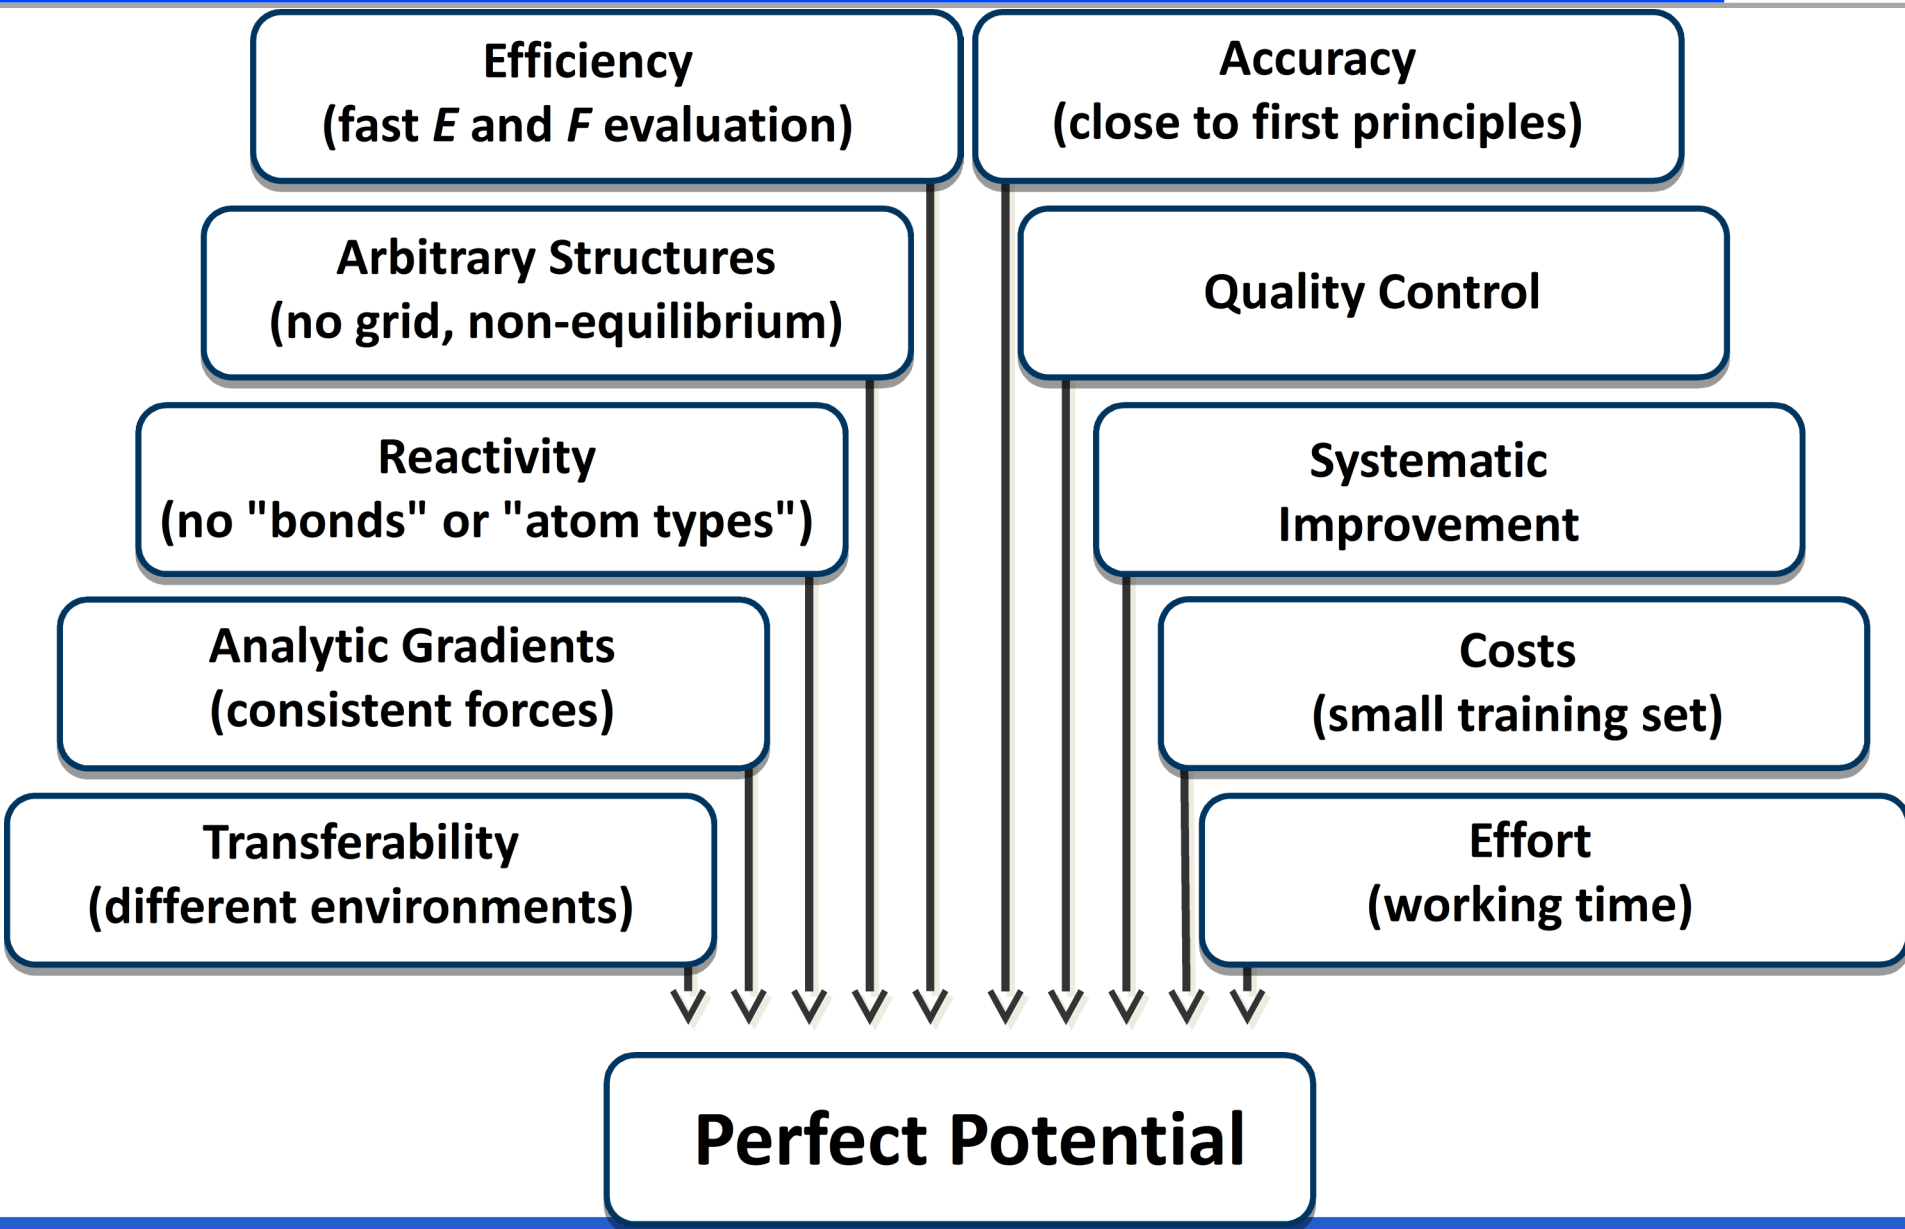 Efficiency
(fast E and F evaluation)
Accuracy
(close to first principles)
Arbitrary Structures
(no grid, non-equilibrium)
Quality Control
Reactivity
(no "bonds" or "atom types")
Systematic
Improvement
Analytic Gradients
(consistent forces)
Costs
(small training set)
Transferability
(different environments)
Effort
(working time)
Perfect Potential